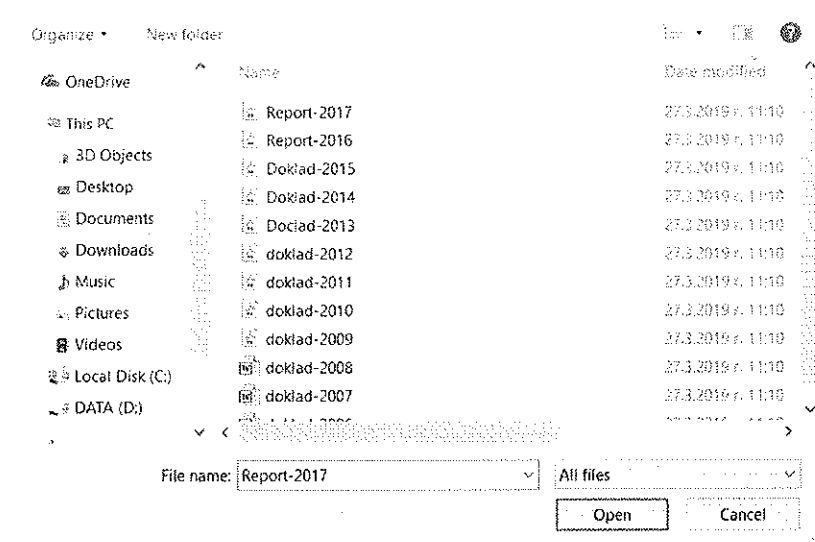 Organize New folder
OneDrive
This PC
3D Objects
Desktop
Documents
Downloads
Music
Pictures
Videos
Local Disk (C:)
DATA (D:)
Name Date modified
Report-2017 27.3.2019 г. 11:10
Report-2016 27.3.2019 г. 11:10
Doklad-2015 27.3.2019 г. 11:10
Doklad-2014 27.3.2019 г. 11:10
Doclad-2013 27.3.2019 г. 11:10
doklad-2012 27.3.2019 г. 11:10
doklad-2011 27.3.2019 г. 11:10
doklad-2010 27.3.2019 г. 11:10
doklad-2009 27.3.2019 г. 11:10
doklad-2008 27.3.2019 г. 11:10
doklad-2007 27.3.2019 г. 11:10
File name: Report-2017 All files
Open Cancel